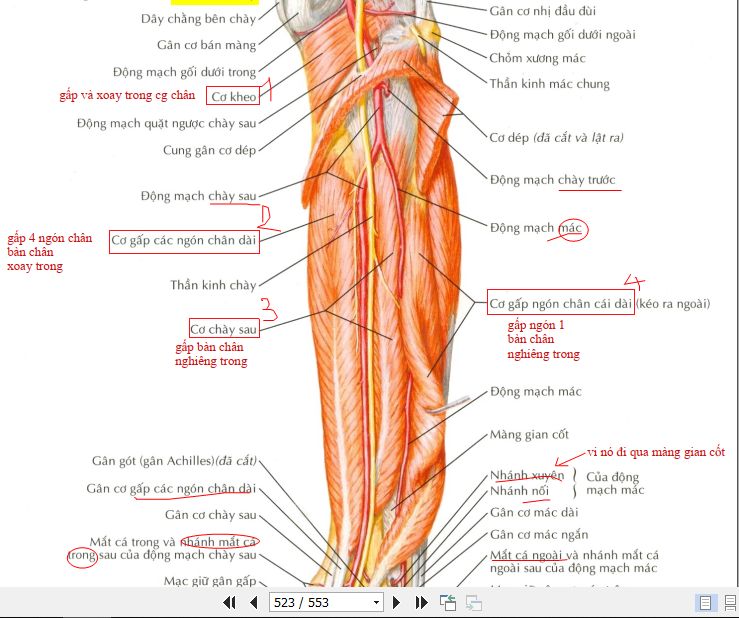 Dây chằng bên chày
Gân cơ bán màng
Động mạch gối dưới trong
gấp và xoay trong cg chân
Cơ kheo
1
Động mạch quặt ngược chày sau
Cung gân cơ dép
Động mạch chày sau
2
gấp 4 ngón chân
bàn chân
xoay trong
Cơ gấp các ngón chân dài
Thần kinh chày
3
Cơ chày sau
gấp bàn chân
nghiêng trong
Gân gót (gân Achilles)(đã cắt)
Gân cơ gấp các ngón chân dài
Gân cơ chày sau
Mắt cá trong và nhánh mắt cá
trong sau của động mạch chày sau
Mạc giữ gân gấp
Gân cơ nhị đầu đùi
Động mạch gối dưới ngoài
Chỏm xương mác
Thần kinh mác chung
Cơ dép (đã cắt và lật ra)
Động mạch chày trước
Động mạch mác
4
Cơ gấp ngón chân cái dài (kéo ra ngoài)
gấp ngón 1
bàn chân
nghiêng trong
Động mạch mác
Màng gian cốt
vì nó đi qua màng gian cốt
Nhánh xuyên
Nhánh nối
Của động
mạch mác
Gân cơ mác dài
Gân cơ mác ngắn
Mắt cá ngoài và nhánh mắt cá
ngoài sau của động mạch mác
523 / 553